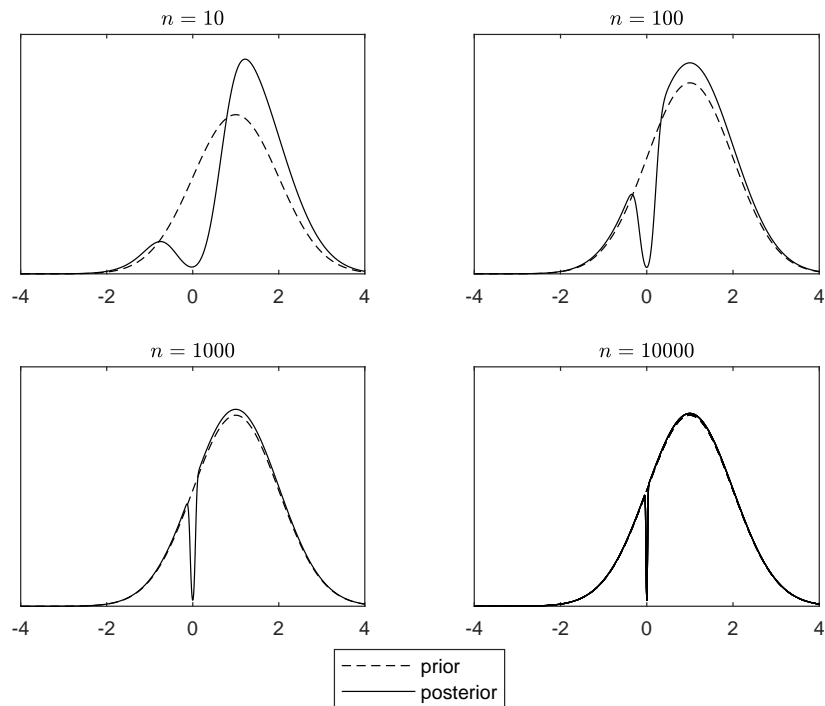 n = 10
n = 100
-4 -2 0 2 4
-4 -2 0 2 4
n = 1000
n = 10000
-4 -2 0 2 4
-4 -2 0 2 4
prior
posterior